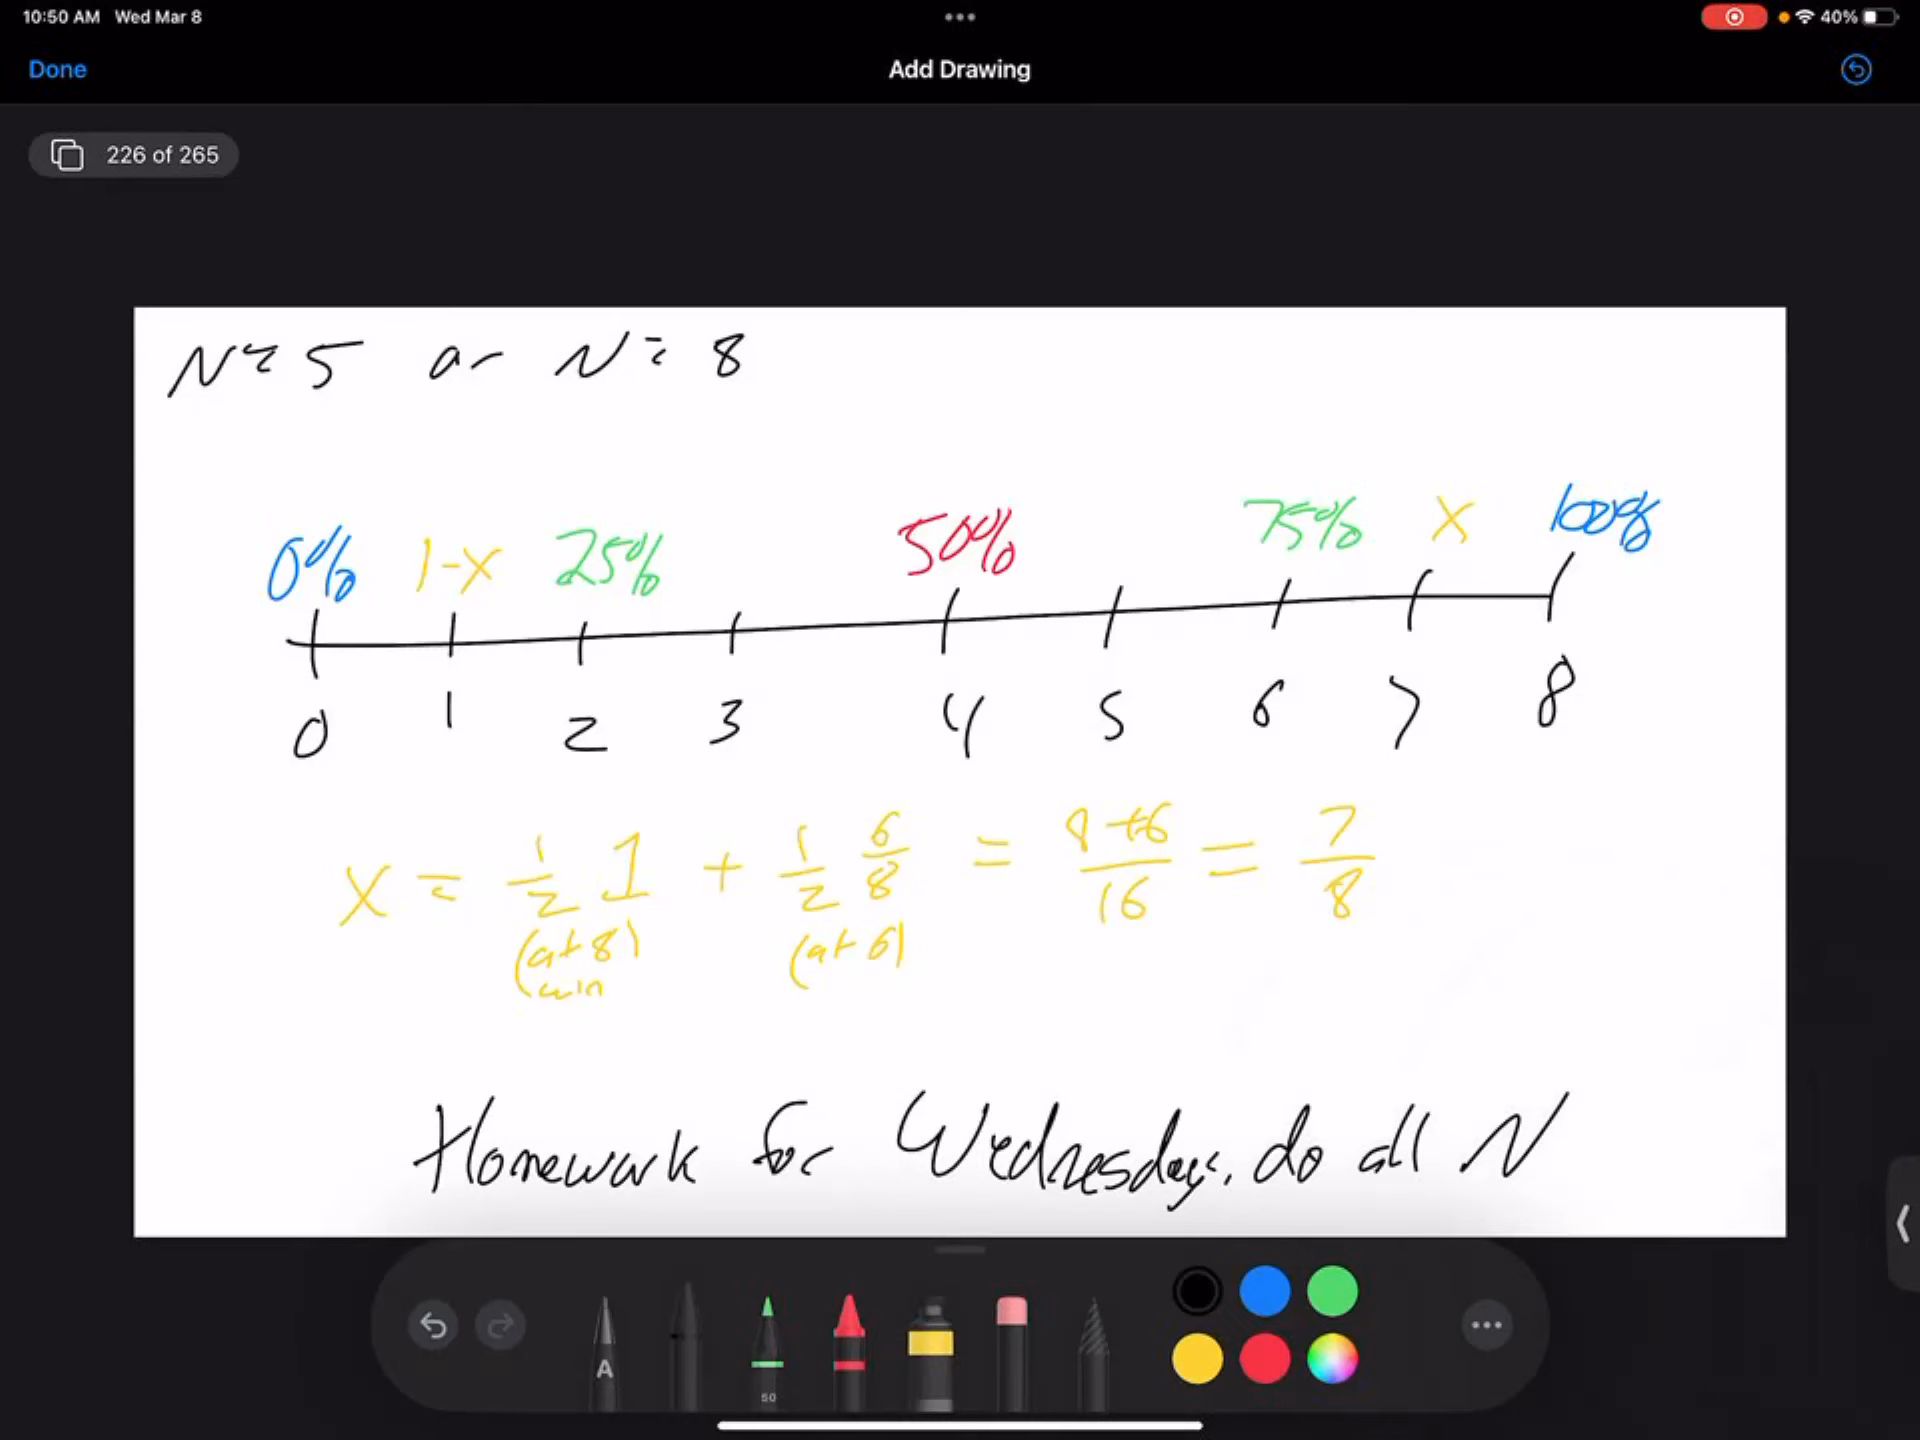 10:50 AM Wed Mar 8
40%
Done
Add Drawing
226 of 265
N = 5 or N = 8
0% 1-x 25% 50% 75% x 100%
0 1 2 3 4 5 6 7 8
x = 1/2 1 + 1/2 6/8 = 8+6/16 = 7/8
(at 8) (at 6)
win
Homework for Wednesday, do all N
A
50